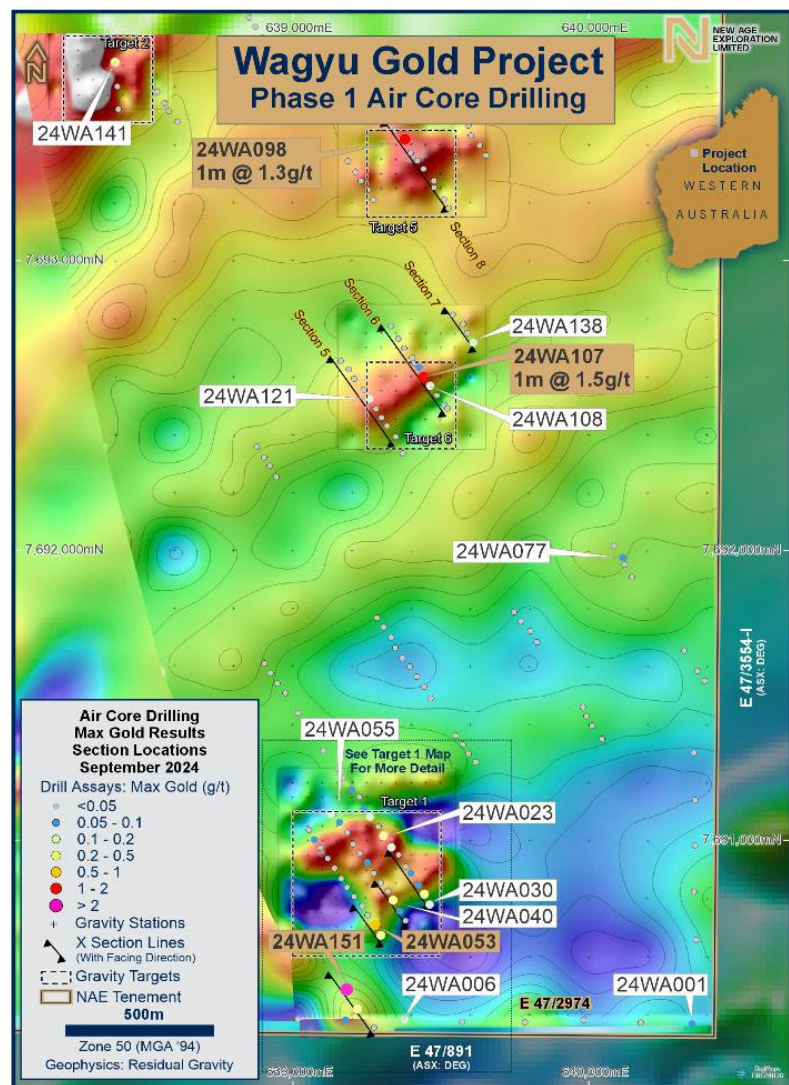 639,000mE
640,000mE
NEW AGE
EXPLORATION
LIMITED
N
Target 2
Wagyu Gold Project
Phase 1 Air Core Drilling
24WA141
24WA098
1m @ 1.3g/t
Project
Location
WESTERN
AUSTRALIA
Target 5
Section 8
7,693,000mN
Section 7
Section 6
Section 5
24WA138
24WA107
1m @ 1.5g/t
24WA121
24WA108
Target 6
24WA077
7,692,000mN
7,692,000mN
E 47/3554-I
(ASX: DEG)
24WA055
See Target 1 Map
For More Detail
Target 1
24WA023
7,691,000mN
24WA030
24WA040
24WA151
24WA053
24WA006
E 47/2974
24WA001
Air Core Drilling
Max Gold Results
Section Locations
September 2024
Drill Assays: Max Gold (g/t)
<0.05
0.05 - 0.1
0.1 - 0.2
0.2 - 0.5
0.5 - 1
1 - 2
> 2
Gravity Stations
X Section Lines
(With Facing Direction)
Gravity Targets
NAE Tenement
500m
Zone 50 (MGA '94)
Geophysics: Residual Gravity
639,000mE
E 47/891
(ASX: DEG)
640,000mE
DigiMaps